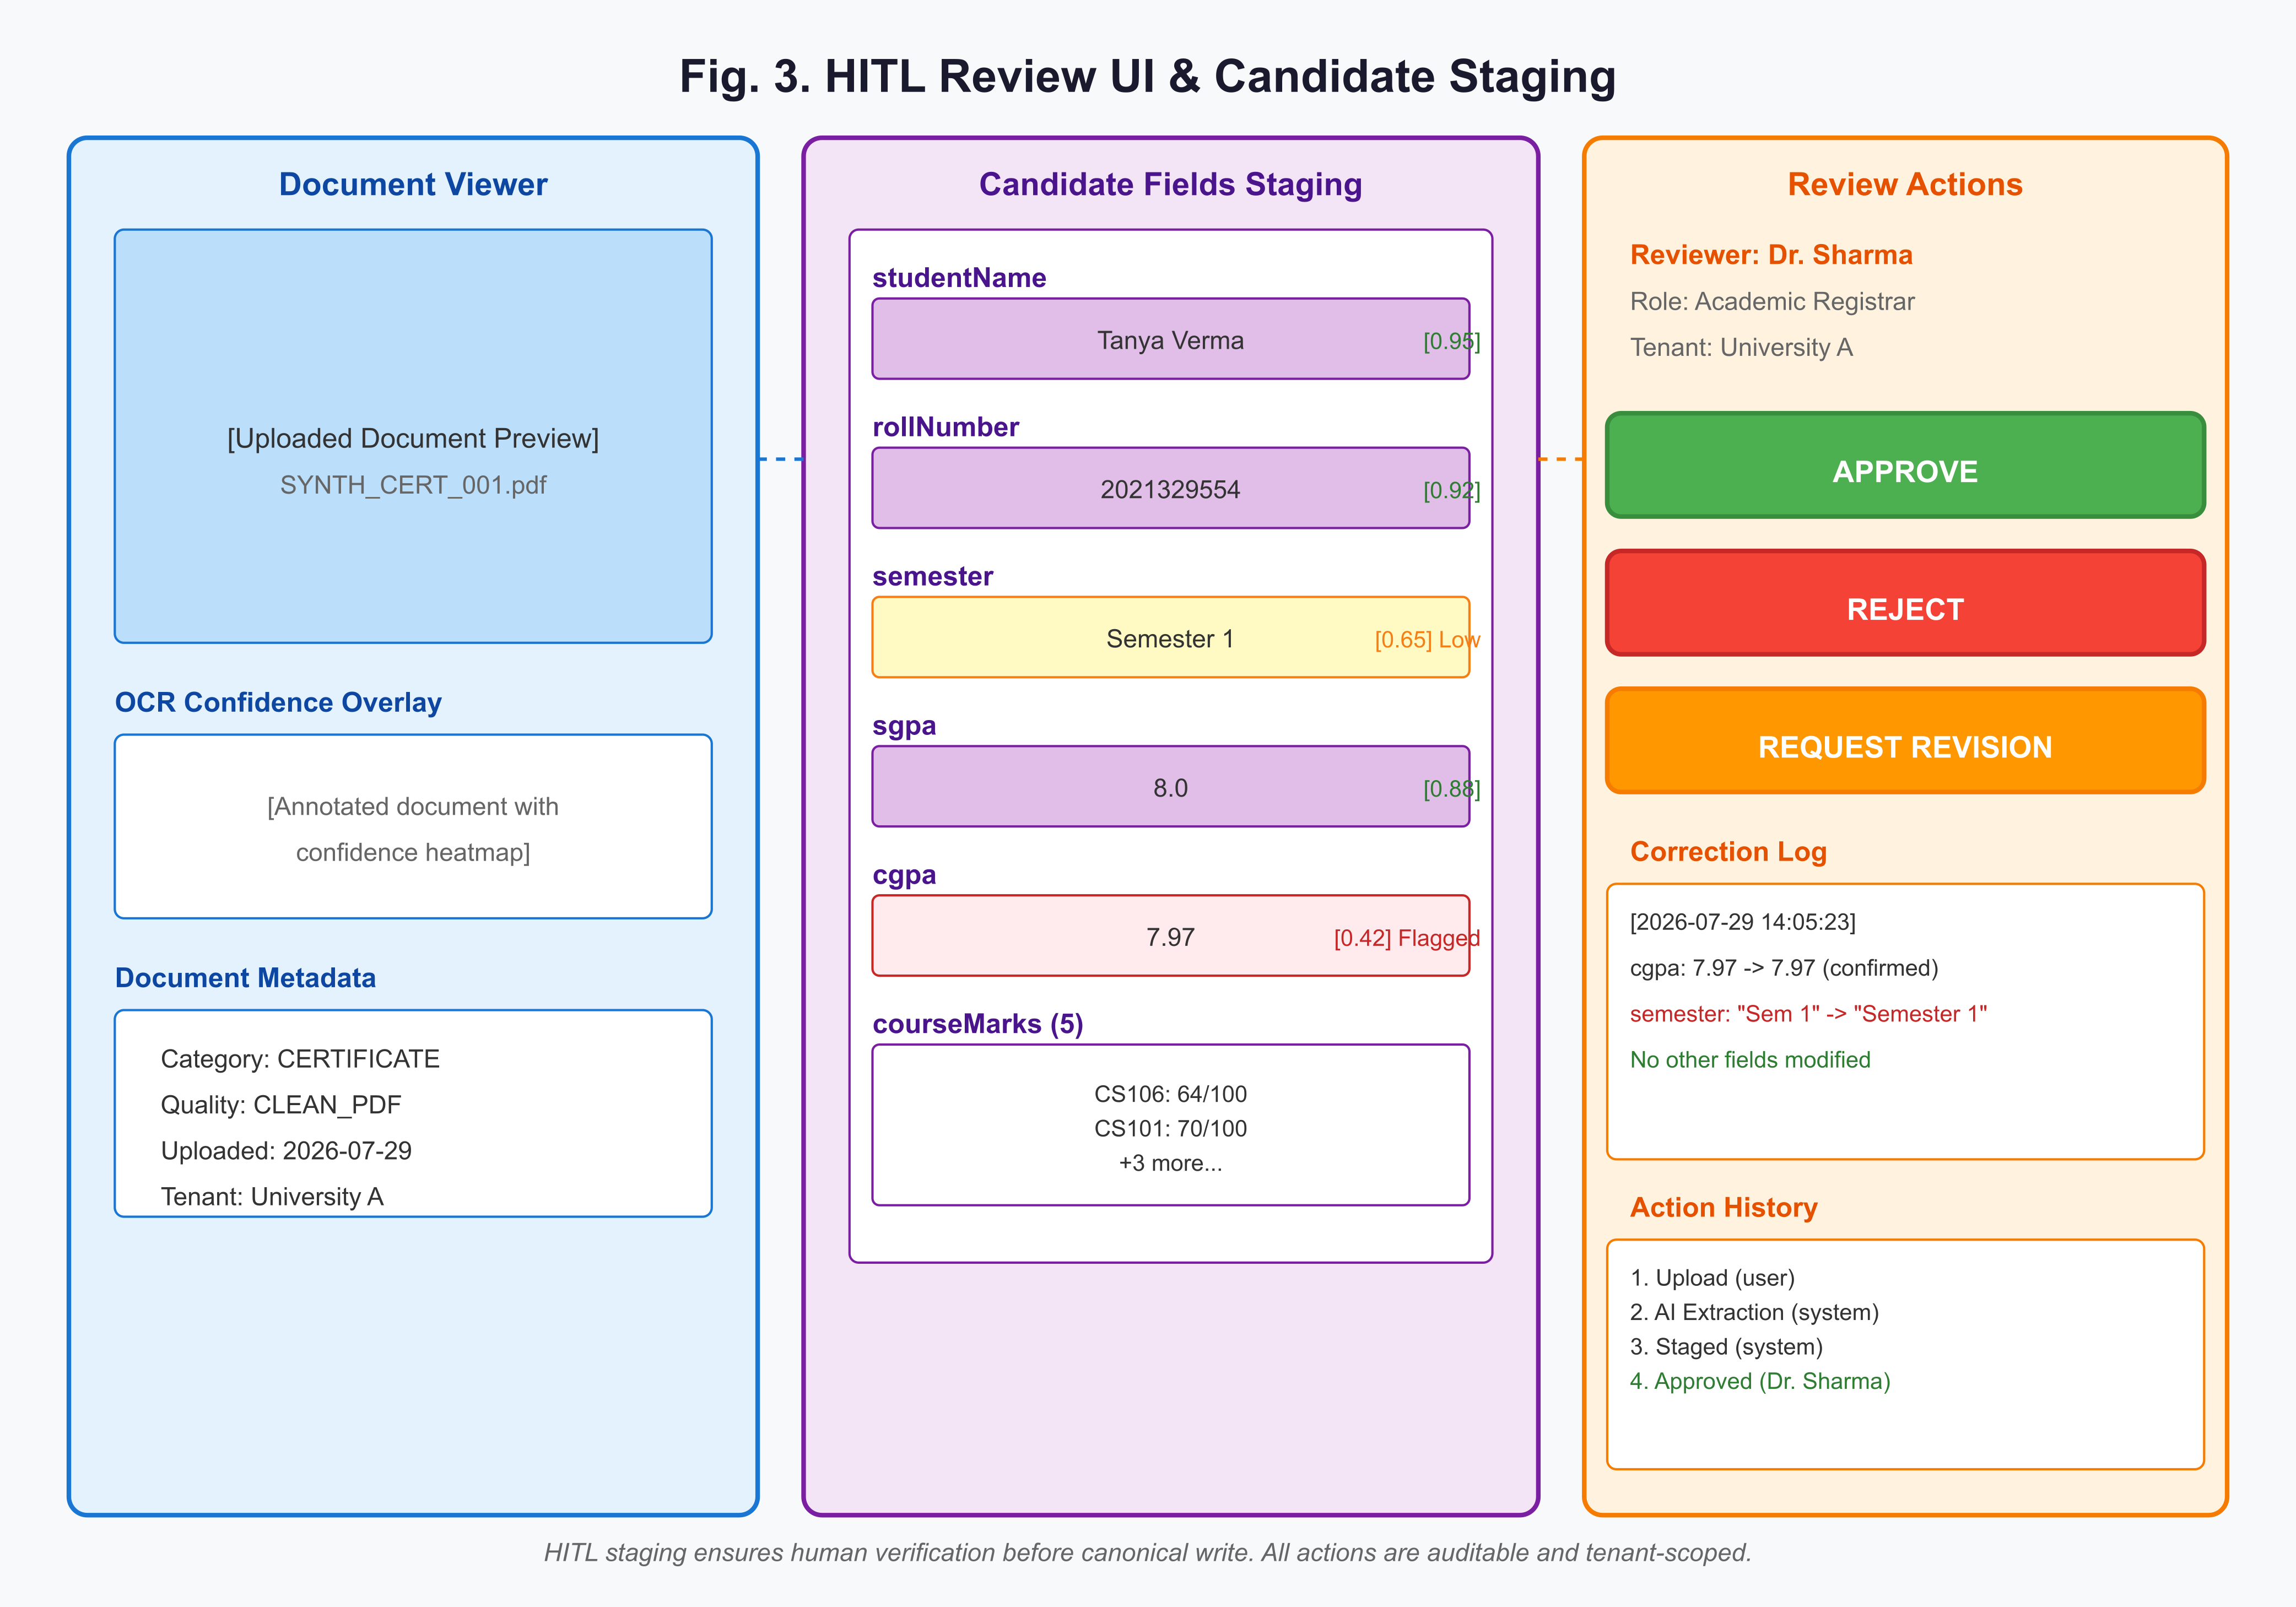 Fig. 3. HITL Review UI & Candidate Staging
Document Viewer
[Uploaded Document Preview]
SYNTH_CERT_001.pdf
OCR Confidence Overlay
[Annotated document with
confidence heatmap]
Document Metadata
Category: CERTIFICATE
Quality: CLEAN_PDF
Uploaded: 2026-07-29
Tenant: University A
Candidate Fields Staging
studentName
Tanya Verma [0.95]
rollNumber
2021329554 [0.92]
semester
Semester 1 [0.65] Low
sgpa
8.0 [0.88]
cgpa
7.97 [0.42] Flagged
courseMarks (5)
CS106: 64/100
CS101: 70/100
+3 more...
Review Actions
Reviewer: Dr. Sharma
Role: Academic Registrar
Tenant: University A
APPROVE
REJECT
REQUEST REVISION
Correction Log
[2026-07-29 14:05:23]
cgpa: 7.97 -> 7.97 (confirmed)
semester: "Sem 1" -> "Semester 1"
No other fields modified
Action History
1. Upload (user)
2. AI Extraction (system)
3. Staged (system)
4. Approved (Dr. Sharma)
HITL staging ensures human verification before canonical write. All actions are auditable and tenant-scoped.